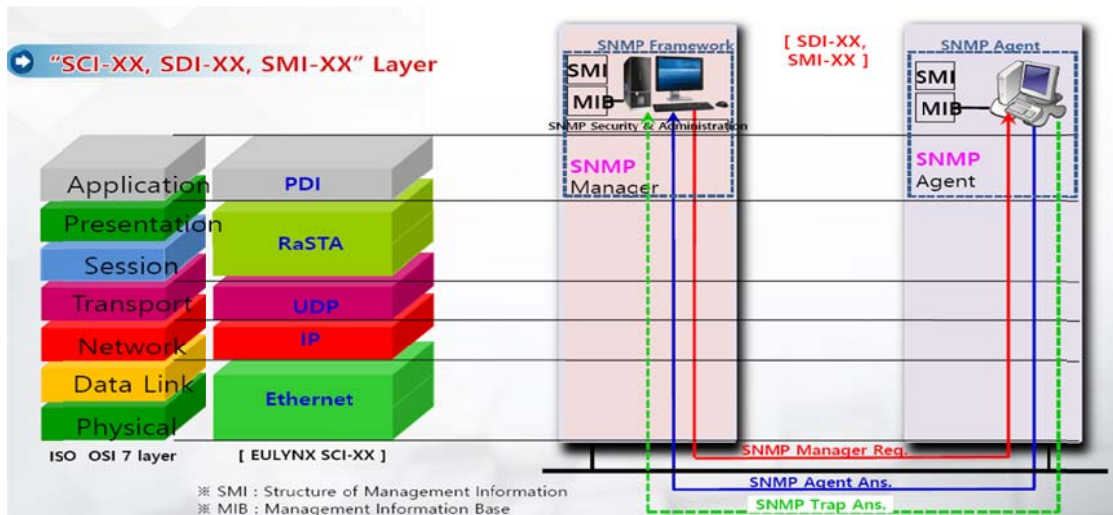 "SCI-XX, SDI-XX, SMI-XX" Layer
Application
Presentation
Session
Transport
Network
Data Link
Physical
ISO OSI 7 layer
PDI
RaSTA
UDP
IP
Ethernet
[ EULYNX SCI-XX ]
※ SMI : Structure of Management Information
※ MIB : Management Information Base
SNMP Framework
SMI
MIB
SNMP Security & Administration
SNMP
Manager
[ SDI-XX,
SMI-XX ]
SNMP Agent
SMI
MIB
SNMP
Agent
SNMP Manager Req.
SNMP Agent Ans.
SNMP Trap Ans.